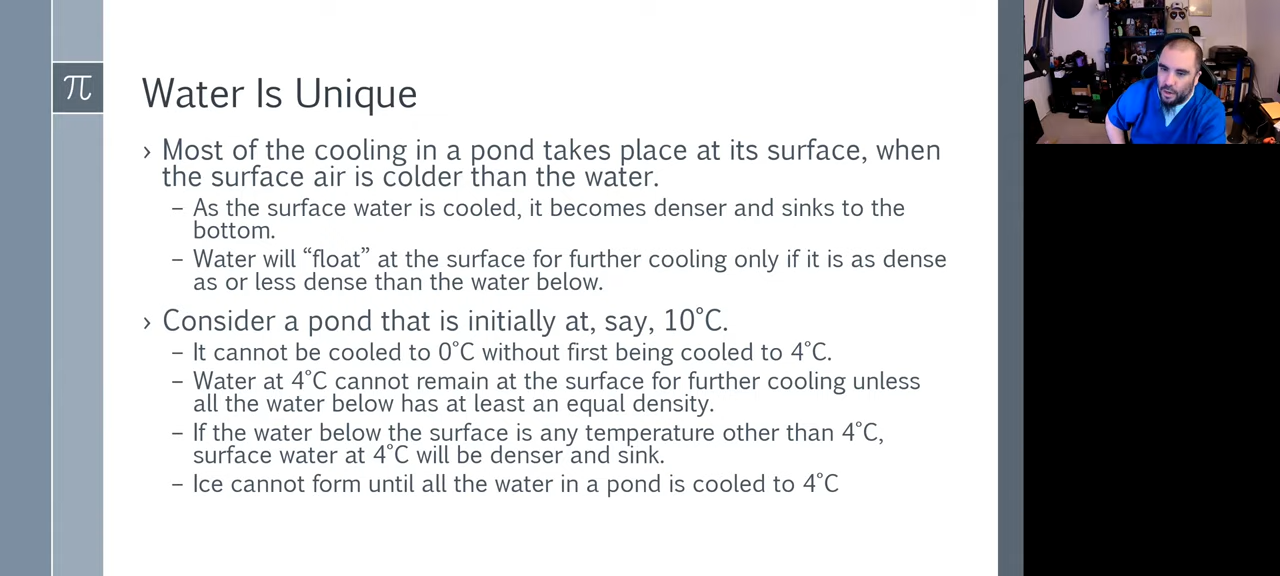 π
Water Is Unique
› Most of the cooling in a pond takes place at its surface, when
the surface air is colder than the water.
– As the surface water is cooled, it becomes denser and sinks to the
bottom.
– Water will “float” at the surface for further cooling only if it is as dense
as or less dense than the water below.
› Consider a pond that is initially at, say, 10˚C.
– It cannot be cooled to 0˚C without first being cooled to 4˚C.
– Water at 4˚C cannot remain at the surface for further cooling unless
all the water below has at least an equal density.
– If the water below the surface is any temperature other than 4˚C,
surface water at 4˚C will be denser and sink.
– Ice cannot form until all the water in a pond is cooled to 4˚C